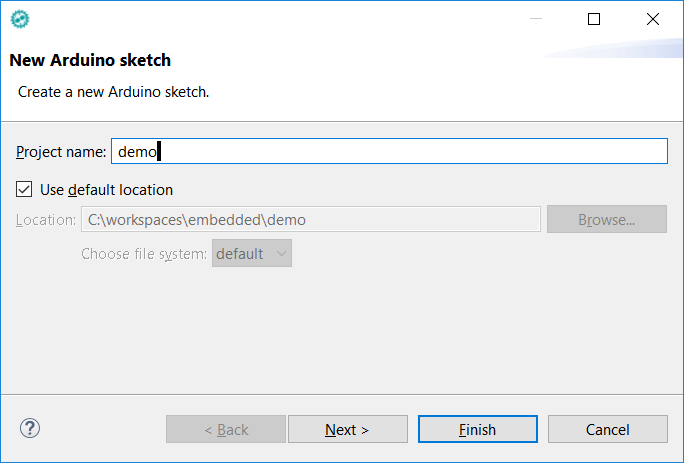 New Arduino sketch
Create a new Arduino sketch.
Project name: demo
Use default location
Location: C:\workspaces\embedded\demo Browse...
Choose file system: default
? < Back Next > Finish Cancel